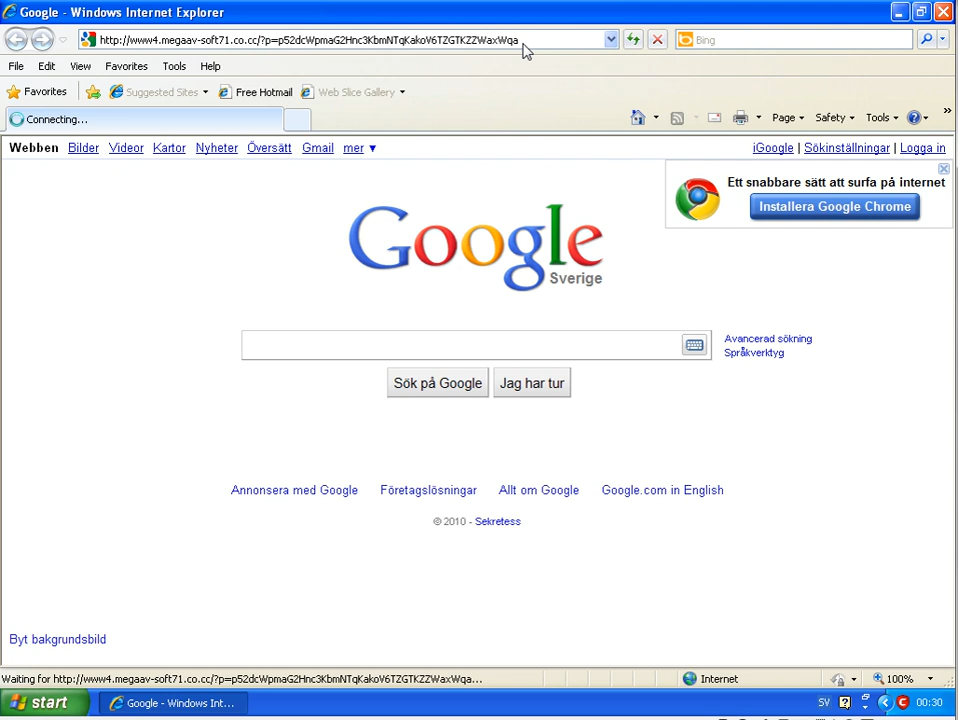 Google - Windows Internet Explorer
http://www4.megaav-soft71.co.cc/?p=p52dcWpmaG2Hnc3KbmNTqKakoV6TZGTKZZWaxWqa
Bing
File Edit View Favorites Tools Help
Favorites Suggested Sites Free Hotmail Web Slice Gallery
Connecting...
Page Safety Tools
Webben Bilder Videor Kartor Nyheter Översätt Gmail mer ▼
iGoogle | Sökinställningar | Logga in
Ett snabbare sätt att surfa på internet
Installera Google Chrome
Google
Sverige
Avancerad sökning
Språkverktyg
Sök på Google Jag har tur
Annonsera med Google Företagslösningar Allt om Google Google.com in English
© 2010 - Sekretess
Byt bakgrundsbild
Waiting for http://www4.megaav-soft71.co.cc/?p=p52dcWpmaG2Hnc3KbmNTqKakoV6TZGTKZZWaxWqa...
Internet
100%
start
Google - Windows Int...
SV
00:30